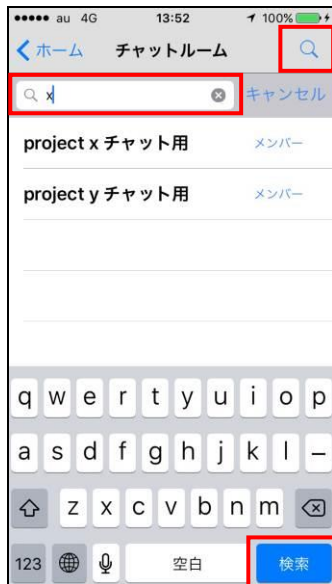 ●●●●● au 4G 13:52 100%
ホーム チャットルーム
x キャンセル
project x チャット用 メンバー
project y チャット用 メンバー
q w e r t y u i o p
a s d f g h j k l –
z x c v b n m
123 空白 検索